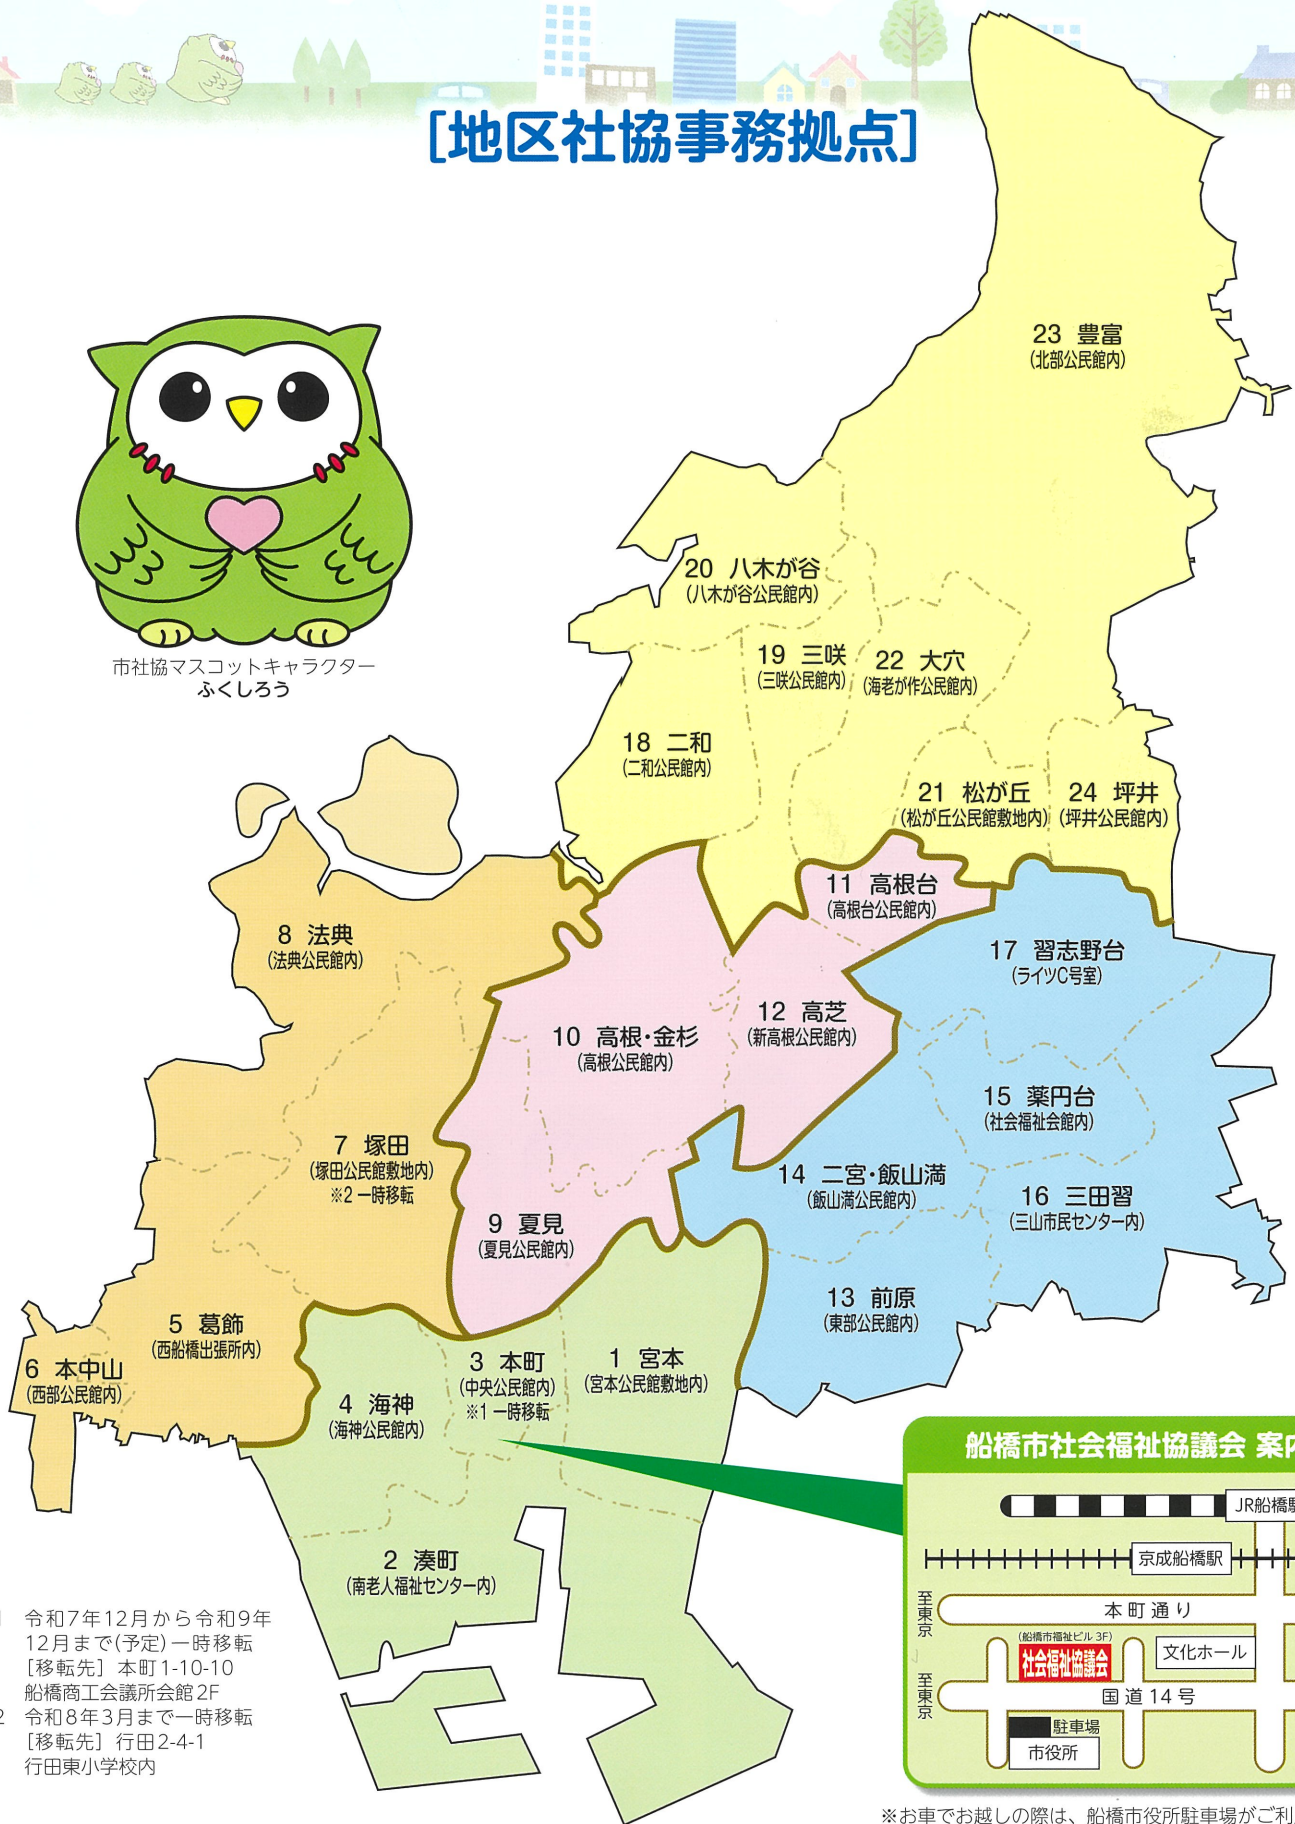 [地区社協事務拠点]
市社協マスコットキャラクター
ふくしろう
23 豊富
(北部公民館内)
20 八木が谷
(八木が谷公民館内)
19 三咲
(三咲公民館内)
22 大穴
(海老が作公民館内)
18 二和
(二和公民館内)
21 松が丘
(松が丘公民館敷地内)
24 坪井
(坪井公民館内)
11 高根台
(高根台公民館内)
8 法典
(法典公民館内)
17 習志野台
(ライツC号室)
12 高芝
(新高根公民館内)
10 高根・金杉
(高根公民館内)
15 薬円台
(社会福祉会館内)
7 塚田
(塚田公民館敷地内)
※2 一時移転
14 二宮・飯山満
(飯山満公民館内)
16 三田習
(三山市民センター内)
9 夏見
(夏見公民館内)
13 前原
(東部公民館内)
5 葛飾
(西船橋出張所内)
6 本中山
(西部公民館内)
3 本町
(中央公民館内)
※1 一時移転
1 宮本
(宮本公民館敷地内)
4 海神
(海神公民館内)
2 湊町
(南老人福祉センター内)
令和7年12月から令和9年
12月まで(予定)一時移転
[移転先] 本町1-10-10
船橋商工会議所会館2F
2 令和8年3月まで一時移転
[移転先] 行田2-4-1
行田東小学校内
船橋市社会福祉協議会 案
JR船橋
京成船橋駅
至東京
本町通り
(船橋市福祉ビル 3F)
社会福祉協議会
文化ホール
至東京
国道14号
駐車場
市役所
※お車でお越しの際は、船橋市役所駐車場がご利